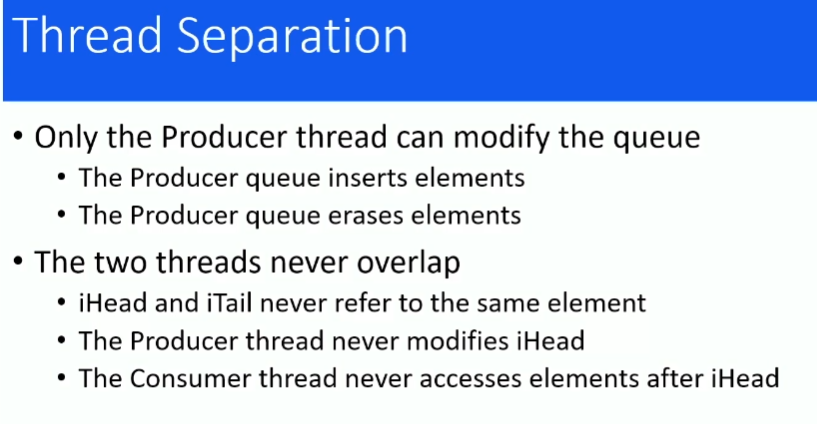 Thread Separation
• Only the Producer thread can modify the queue
• The Producer queue inserts elements
• The Producer queue erases elements
• The two threads never overlap
• iHead and iTail never refer to the same element
• The Producer thread never modifies iHead
• The Consumer thread never accesses elements after iHead